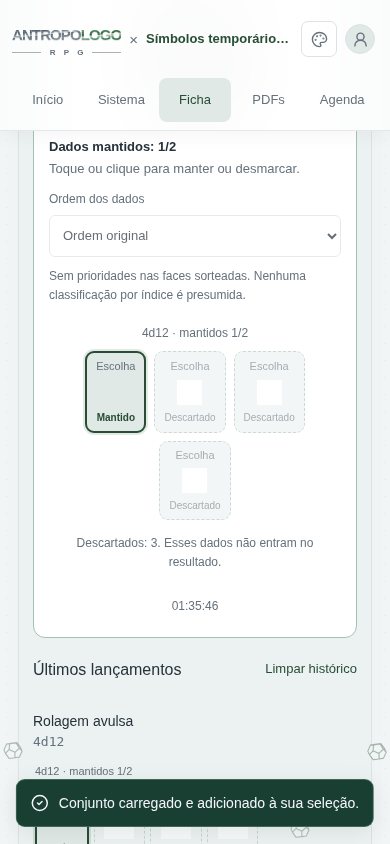 ANTROPOLOGO
RPG
× Símbolos temporário...
Início Sistema Ficha PDFs Agenda
Dados mantidos: 1/2
Toque ou clique para manter ou desmarcar.
Ordem dos dados
Ordem original
Sem prioridades nas faces sorteadas. Nenhuma
classificação por índice é presumida.
4d12 · mantidos 1/2
Escolha Escolha Escolha
Mantido Descartado Descartado
Escolha
Descartado
Descartados: 3. Esses dados não entram no
resultado.
01:35:46
Últimos lançamentos Limpar histórico
Rolagem avulsa
4d12
4d12 · mantidos 1/2
Conjunto carregado e adicionado à sua seleção.